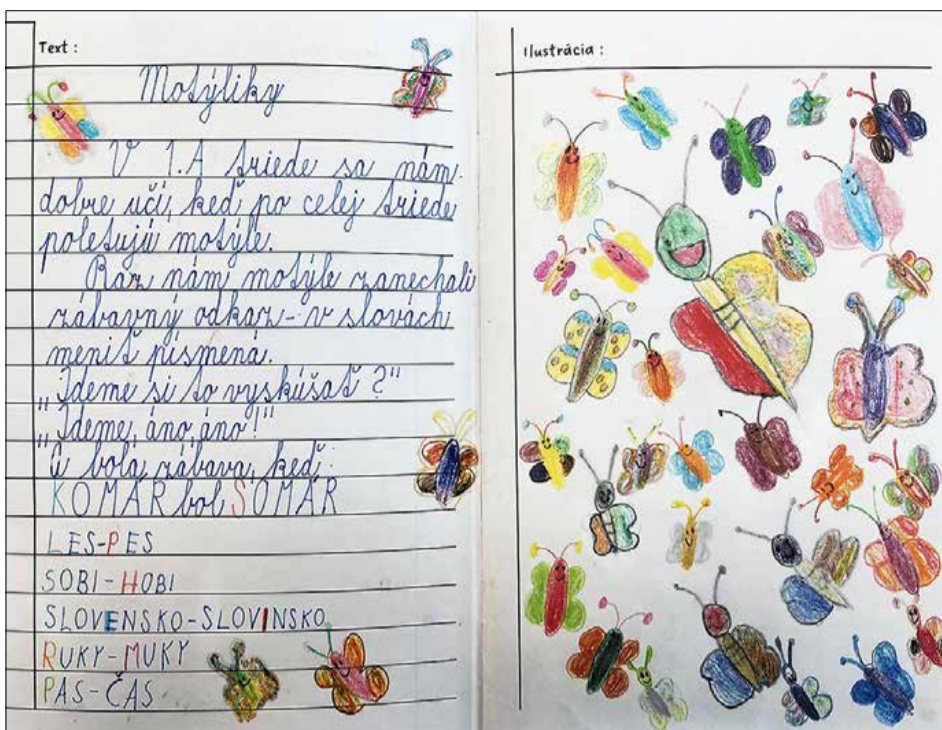 Text :
Motýliky
V 1.A triede sa nám
dobre učí, keď po celej triede
poletujú motýle.
Raz nám motýle zanechali
zábavný odkaz - v slovách
meniť písmená.
"Ideme si to vyskúšať ?"
"Ideme, áno, áno!"
A bola zábava, keď:
KOMÁR bol SOMÁR
LES-PES
SOBI-HOBI
SLOVENSKO-SLOVINSKO
RUKY-MUKY
PAS-ČAS
Ilustrácia :